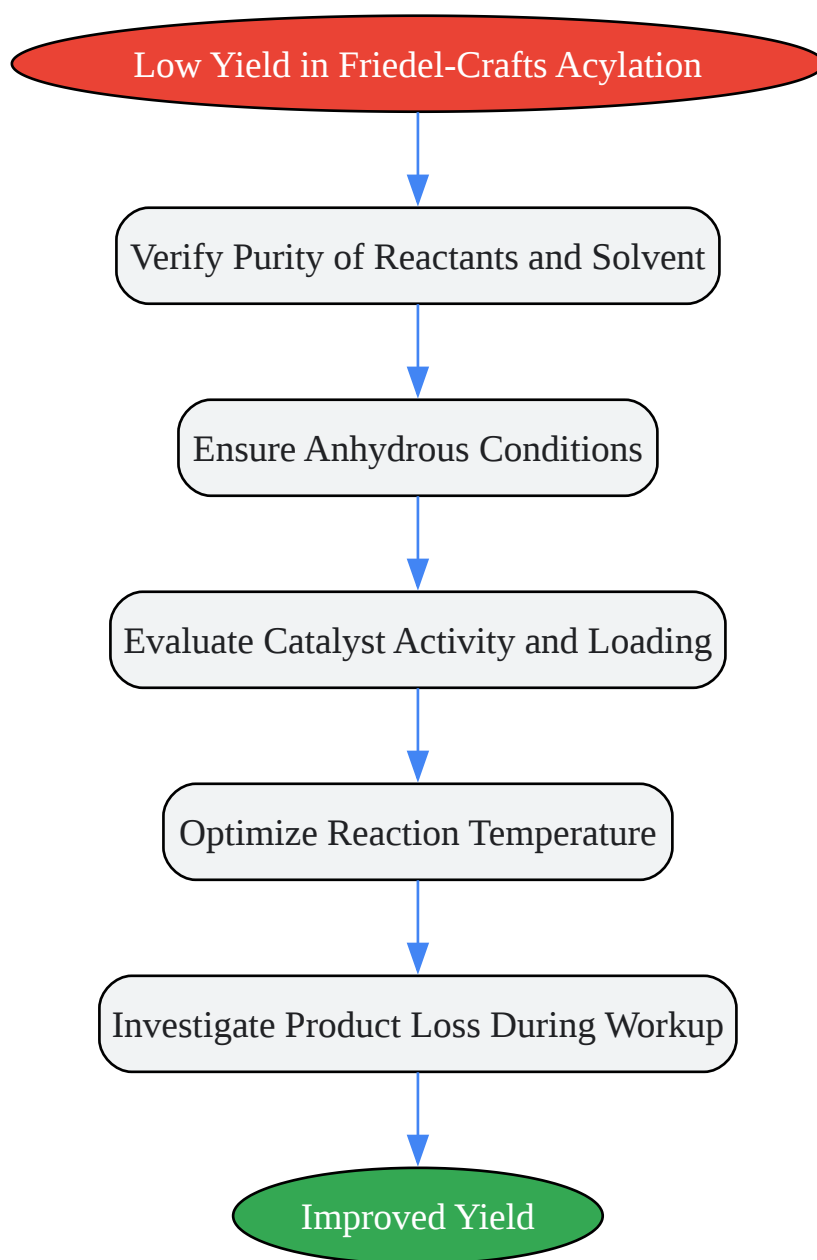 Low Yield in Friedel-Crafts Acylation
Verify Purity of Reactants and Solvent
Ensure Anhydrous Conditions
Evaluate Catalyst Activity and Loading
Optimize Reaction Temperature
Investigate Product Loss During Workup
Improved Yield